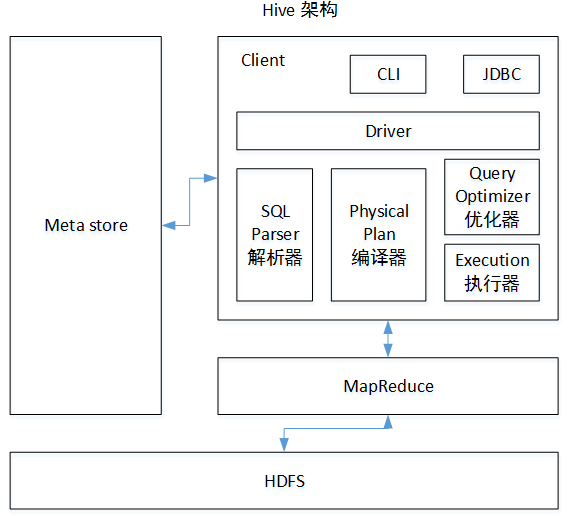 Hive 架构
Client
CLI
JDBC
Driver
Meta store
SQL
Parser
解析器
Physical
Plan
编译器
Query
Optimizer
优化器
Execution
执行器
MapReduce
HDFS